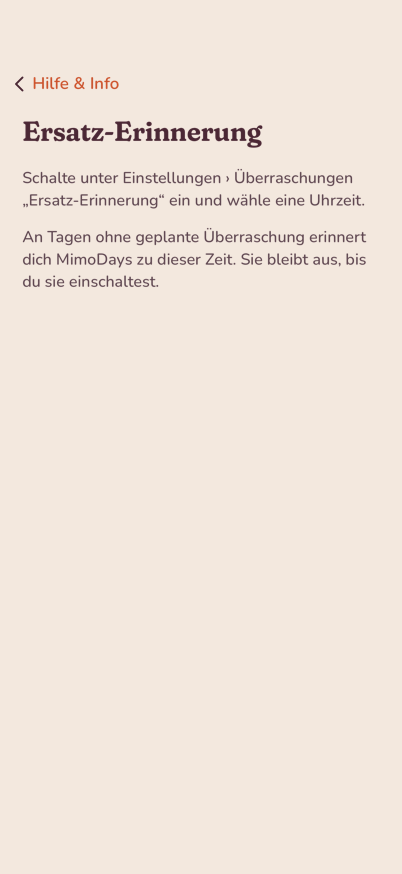 Hilfe & Info
Ersatz-Erinnerung
Schalte unter Einstellungen › Überraschungen
„Ersatz-Erinnerung“ ein und wähle eine Uhrzeit.
An Tagen ohne geplante Überraschung erinnert
dich MimoDays zu dieser Zeit. Sie bleibt aus, bis
du sie einschaltest.